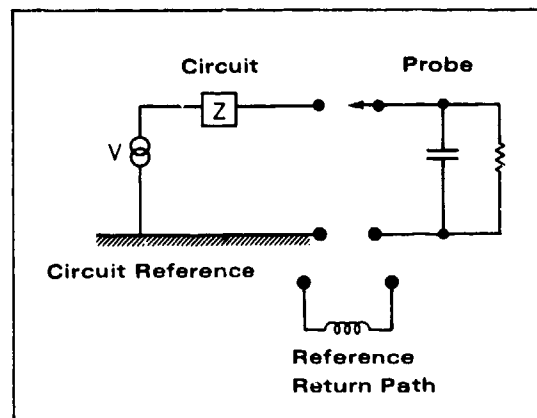 Circuit
Probe
Z
V
Circuit Reference
Reference
Return Path